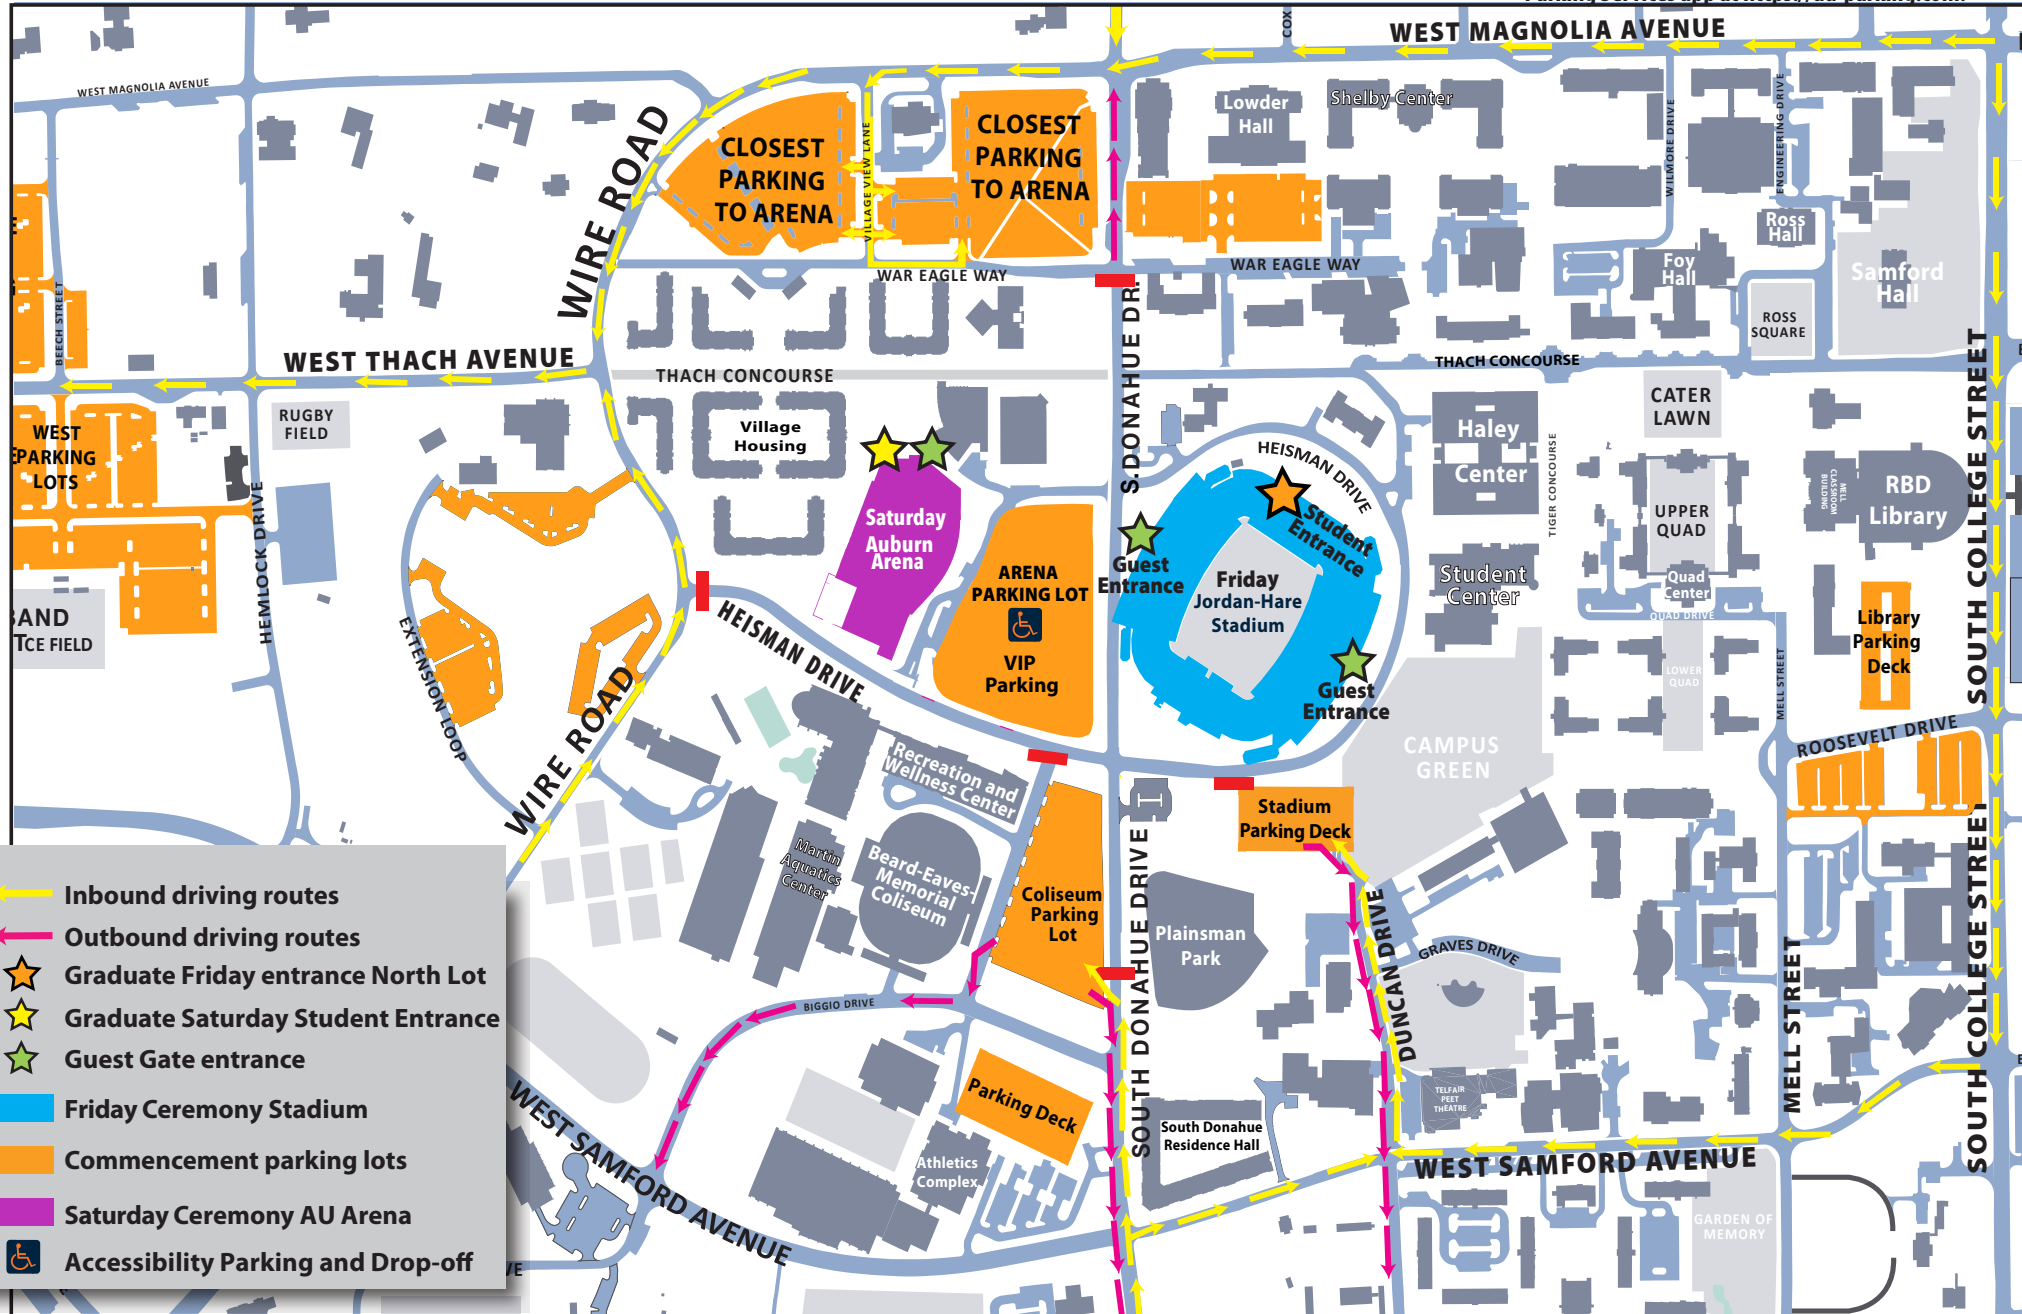 WEST MAGNOLIA AVENUE
COX
WEST MAGNOLIA AVENUE
WIRE ROAD
CLOSEST
PARKING
TO ARENA
VILLAGE VIEW LANE
CLOSEST
PARKING
TO ARENA
Lowder
Hall
Shelby Center
WILMORE DRIVE
ENGINEERING DRIVE
Ross
Hall
Foy
Hall
Samford
Hall
ROSS
SQUARE
WAR EAGLE WAY
WAR EAGLE WAY
BEECH STREET
WEST THACH AVENUE
THACH CONCOURSE
THACH CONCOURSE
S.DONAHUE DR.
RUGBY
FIELD
WEST
PARKING
LOTS
Village
Housing
HEISMAN DRIVE
Haley
Center
TIGER CONCOURSE
CATER
LAWN
UPPER
QUAD
MELL
CLASSROOM
BUILDING
RBD
Library
SOUTH COLLEGE STREET
HEMLOCK DRIVE
Saturday
Auburn
Arena
ARENA
PARKING LOT
VIP
Parking
Guest
Entrance
Student
Entrance
Friday
Jordan-Hare
Stadium
Guest
Entrance
Student
Center
Quad
Center
QUAD DRIVE
LOWER
QUAD
MELL STREET
Library
Parking
Deck
ROOSEVELT DRIVE
BAND
TCE FIELD
EXTENSION LOOP
WIRE ROAD
HEISMAN DRIVE
Recreation and
Wellness Center
CAMPUS
GREEN
Stadium
Parking Deck
Martin
Aquatics
Center
Beard-Eaves-
Memorial
Coliseum
Coliseum
Parking
Lot
SOUTH DONAHUE DRIVE
Plainsman
Park
DUNCAN DRIVE
GRAVES DRIVE
MELL STREET
SOUTH COLLEGE STREET
BIGGIO DRIVE
Parking Deck
TELFAIR
PEET
THEATRE
South Donahue
Residence Hall
Athletics
Complex
WEST SAMFORD AVENUE
WEST SAMFORD AVENUE
GARDEN OF
MEMORY
Inbound driving routes
Outbound driving routes
Graduate Friday entrance North Lot
Graduate Saturday Student Entrance
Guest Gate entrance
Friday Ceremony Stadium
Commencement parking lots
Saturday Ceremony AU Arena
Accessibility Parking and Drop-off
VE